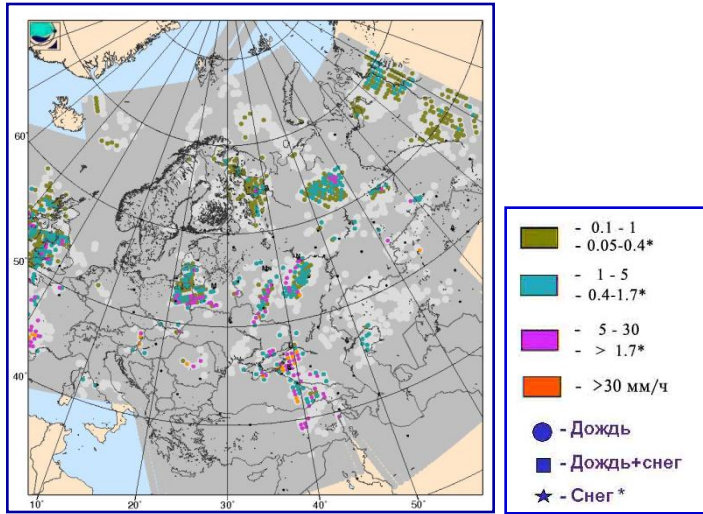 60°
50°
40°
10°
20°
30°
40°
50°
- 0.1 - 1
- 0.05-0.4*
- 1 - 5
- 0.4-1.7*
- 5 - 30
- > 1.7*
- >30 мм/ч
- Дождь
- Дождь+снег
- Снег *